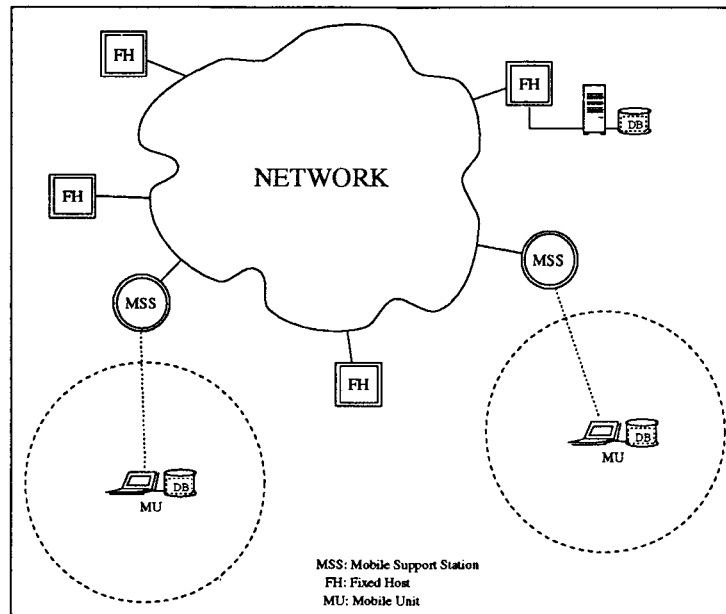 FH
FH
DB
NETWORK
FH
MSS
MSS
FH
DB
MU
DB
MU
MSS: Mobile Support Station
FH: Fixed Host
MU: Mobile Unit